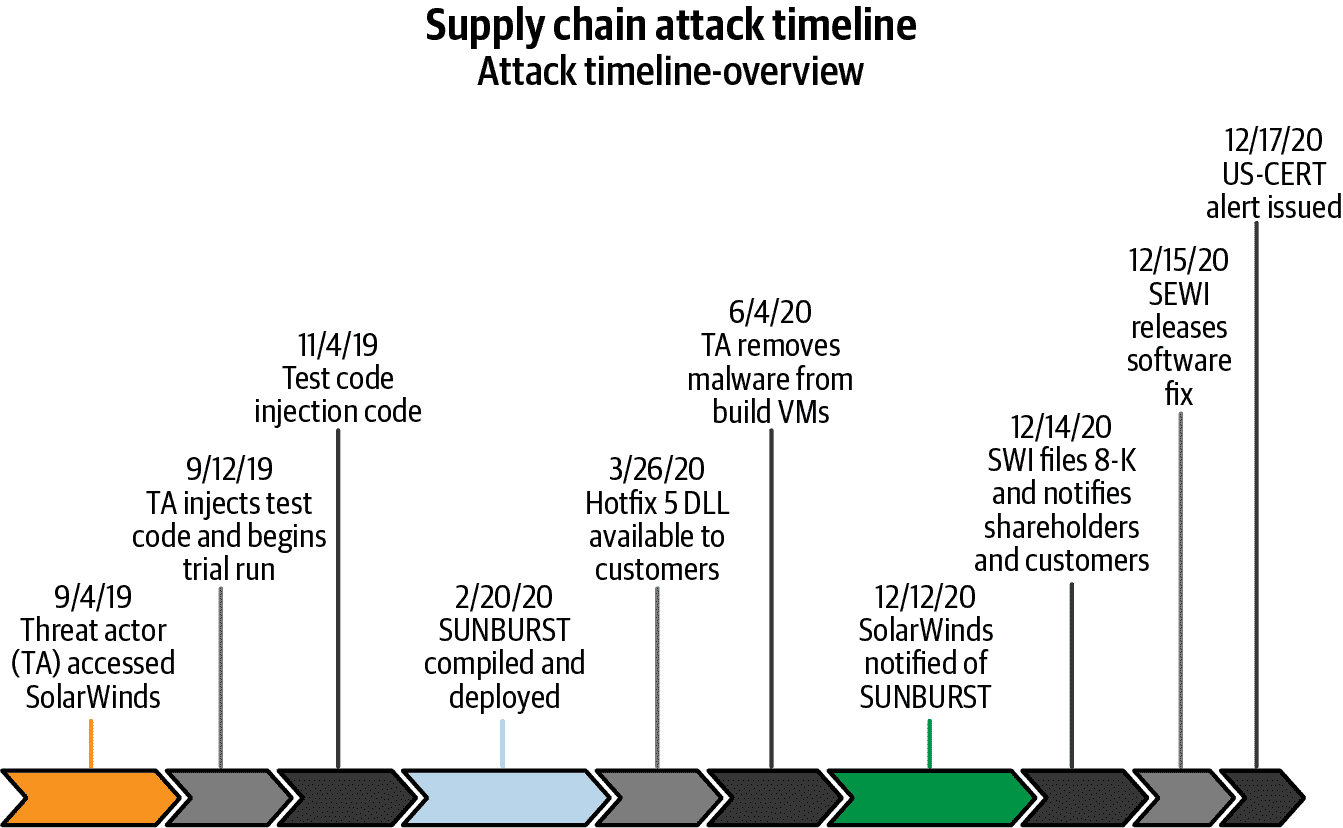 Supply chain attack timeline
Attack timeline-overview
9/4/19
Threat actor
(TA) accessed
SolarWinds
9/12/19
TA injects test
code and begins
trial run
11/4/19
Test code
injection code
2/20/20
SUNBURST
compiled and
deployed
3/26/20
Hotfix 5 DLL
available to
customers
6/4/20
TA removes
malware from
build VMs
12/12/20
SolarWinds
notified of
SUNBURST
12/14/20
SWI files 8-K
and notifies
shareholders
and customers
12/15/20
SEWI
releases
software
fix
12/17/20
US-CERT
alert issued